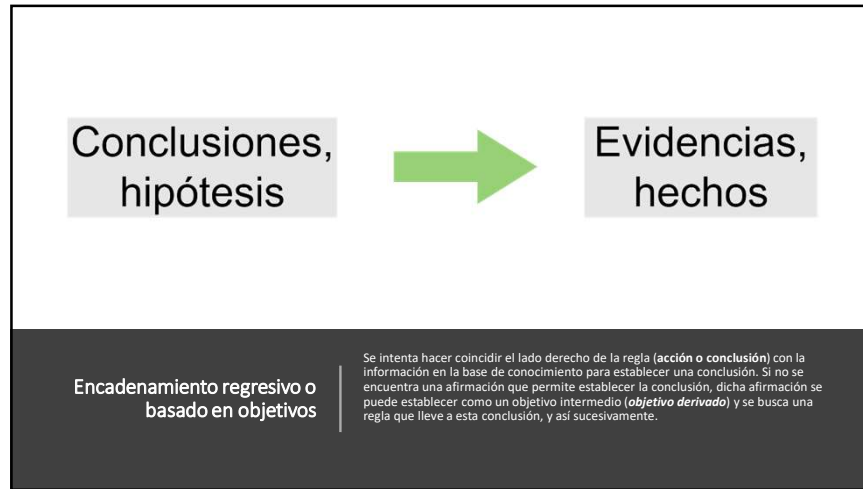 Conclusiones,
hipótesis
Evidencias,
hechos
Encadenamiento regresivo o
basado en objetivos
Se intenta hacer coincidir el lado derecho de la regla (acción o conclusión) con la
información en la base de conocimiento para establecer una conclusión. Si no se
encuentra una afirmación que permite establecer la conclusión, dicha afirmación se
puede establecer como un objetivo intermedio (objetivo derivado) y se busca una
regla que lleve a esta conclusión, y así sucesivamente.